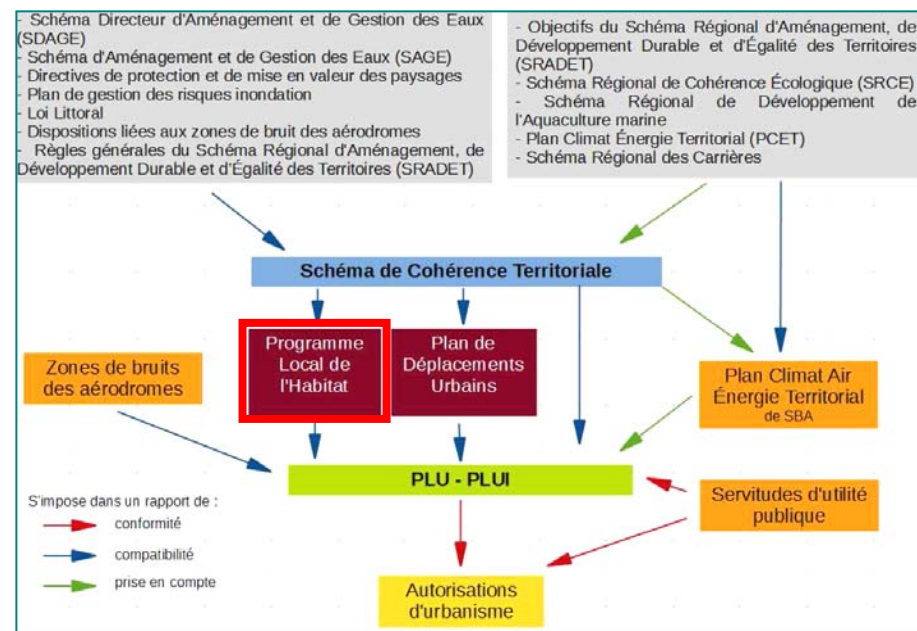 - Schéma Directeur d'Aménagement et de Gestion des Eaux
(SDAGE)
- Schéma d'Aménagement et de Gestion des Eaux (SAGE)
- Directives de protection et de mise en valeur des paysages
- Plan de gestion des risques inondation
- Loi Littoral
- Dispositions liées aux zones de bruit des aérodromes
- Règles générales du Schéma Régional d'Aménagement, de
Développement Durable et d'Égalité des Territoires (SRADET)
- Objectifs du Schéma Régional d'Aménagement, de
Développement Durable et d'Égalité des Territoires
(SRADET)
- Schéma Régional de Cohérence Écologique (SRCE)
- Schéma Régional de Développement de
l'Aquaculture marine
- Plan Climat Énergie Territorial (PCET)
- Schéma Régional des Carrières
Schéma de Cohérence Territoriale
Programme
Local de
l'Habitat
Plan de
Déplacements
Urbains
Zones de bruits
des aérodromes
Plan Climat Air
Énergie Territorial
de SBA
PLU - PLUI
Servitudes d'utilité
publique
S'impose dans un rapport de :
conformité
compatibilité
prise en compte
Autorisations
d'urbanisme